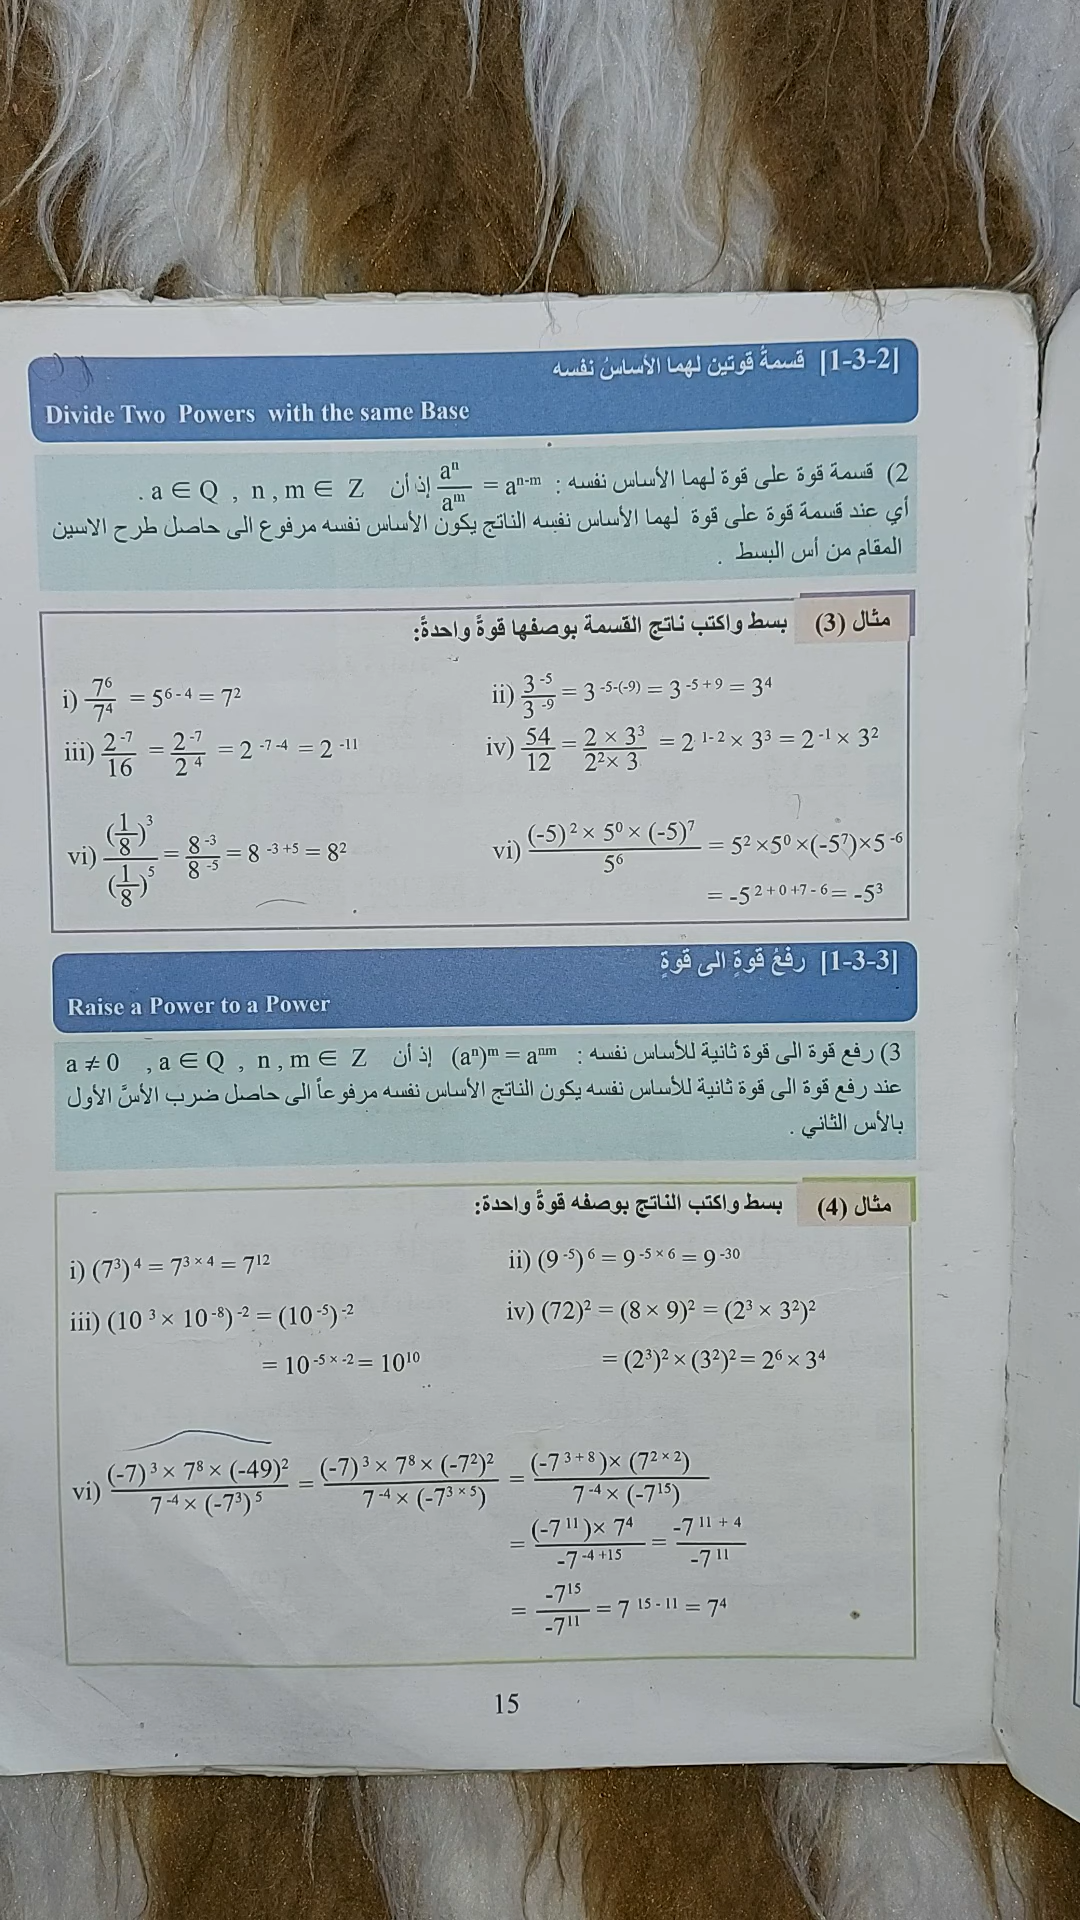 [1-3-2] قسمةُ قوتين لهما الأساسُ نفسه
Divide Two Powers with the same Base
2) قسمة قوة على قوة لهما الأساس نفسه : aⁿ/aᵐ = aⁿ⁻ᵐ إذ أن a ∈ Q , n , m ∈ Z .
أي عند قسمة قوة على قوة لهما الأساس نفسه الناتج يكون الأساس نفسه مرفوع الى حاصل طرح الاسين
المقام من أس البسط .
مثال (3) بسط واكتب ناتج القسمة بوصفها قوةً واحدةً:
i) 7⁶/7⁴ = 5⁶⁻⁴ = 7² ii) 3⁻⁵/3⁻⁹ = 3⁻⁵⁻⁽⁻⁹⁾ = 3⁻⁵⁺⁹ = 3⁴
iii) 2⁻⁷/16 = 2⁻⁷/2⁴ = 2⁻⁷⁻⁴ = 2⁻¹¹ iv) 54/12 = (2 × 3³)/(2² × 3) = 2¹⁻² × 3³ = 2⁻¹ × 3²
vi) (1/8)³/(1/8)⁵ = 8⁻³/8⁻⁵ = 8⁻³⁺⁵ = 8² vi) ((-5)² × 5⁰ × (-5)⁷)/5⁶ = 5² × 5⁰ × (-5⁷) × 5⁻⁶
= -5²⁺⁰⁺⁷⁻⁶ = -5³
[1-3-3] رفعُ قوةٍ الى قوةٍ
Raise a Power to a Power
3) رفع قوة الى قوة ثانية للأساس نفسه : (aⁿ)ᵐ = aⁿᵐ إذ أن a ≠ 0 , a ∈ Q , n , m ∈ Z
عند رفع قوة الى قوة ثانية للأساس نفسه يكون الناتج الأساس نفسه مرفوعاً الى حاصل ضرب الأسَّ الأول
بالأس الثاني .
مثال (4) بسط واكتب الناتج بوصفه قوةً واحدة:
i) (7³)⁴ = 7³ˣ⁴ = 7¹² ii) (9⁻⁵)⁶ = 9⁻⁵ˣ⁶ = 9⁻³⁰
iii) (10³ × 10⁻⁸)⁻² = (10⁻⁵)⁻² iv) (72)² = (8 × 9)² = (2³ × 3²)²
= 10⁻⁵ˣ⁻² = 10¹⁰ = (2³)² × (3²)² = 2⁶ × 3⁴
vi) ((-7)³ × 7⁸ × (-49)²)/(7⁻⁴ × (-7³)⁵) = ((-7)³ × 7⁸ × (-7²)²)/(7⁻⁴ × (-7³ˣ⁵)) = ((-7³⁺⁸) × (7²ˣ²))/(7⁻⁴ × (-7¹⁵))
= ((-7¹¹) × 7⁴)/(-7⁻⁴⁺¹⁵) = (-7¹¹⁺⁴)/(-7¹¹)
= (-7¹⁵)/(-7¹¹) = 7¹⁵⁻¹¹ = 7⁴
15